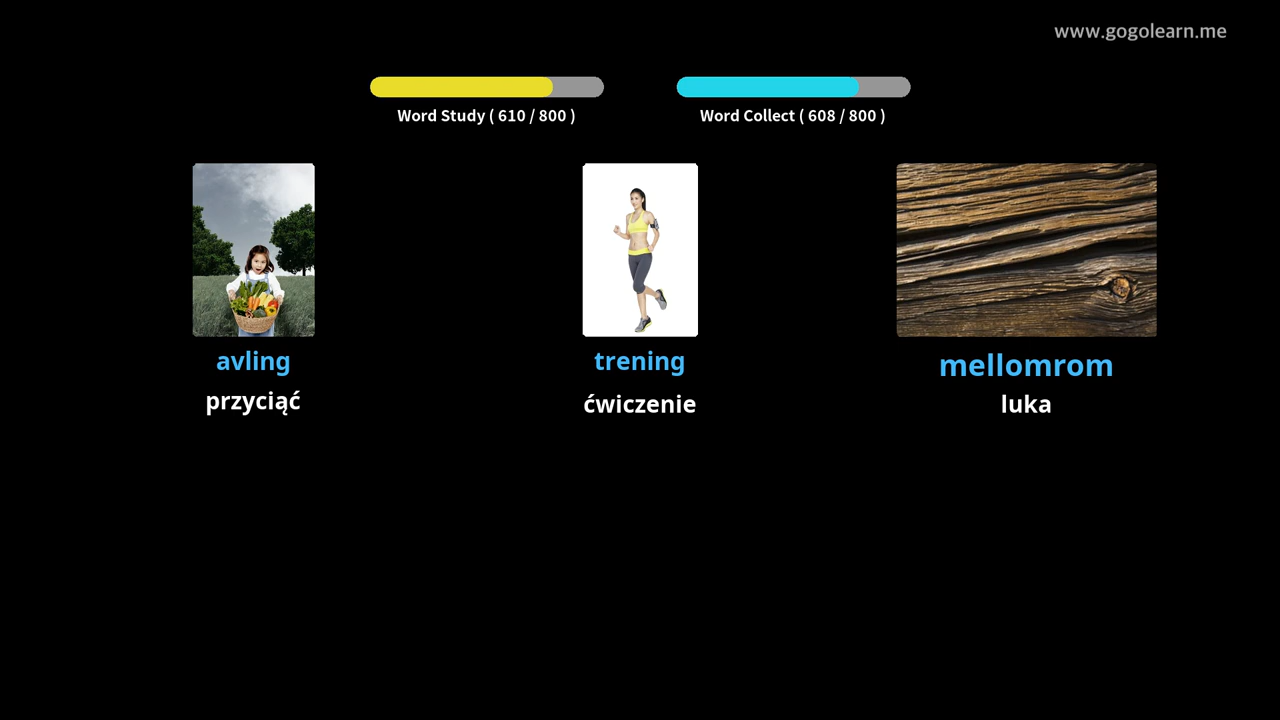 www.gogolearn.me
Word Study ( 610 / 800 )
Word Collect ( 608 / 800 )
avling
trening
mellomrom
przyciąć
ćwiczenie
luka